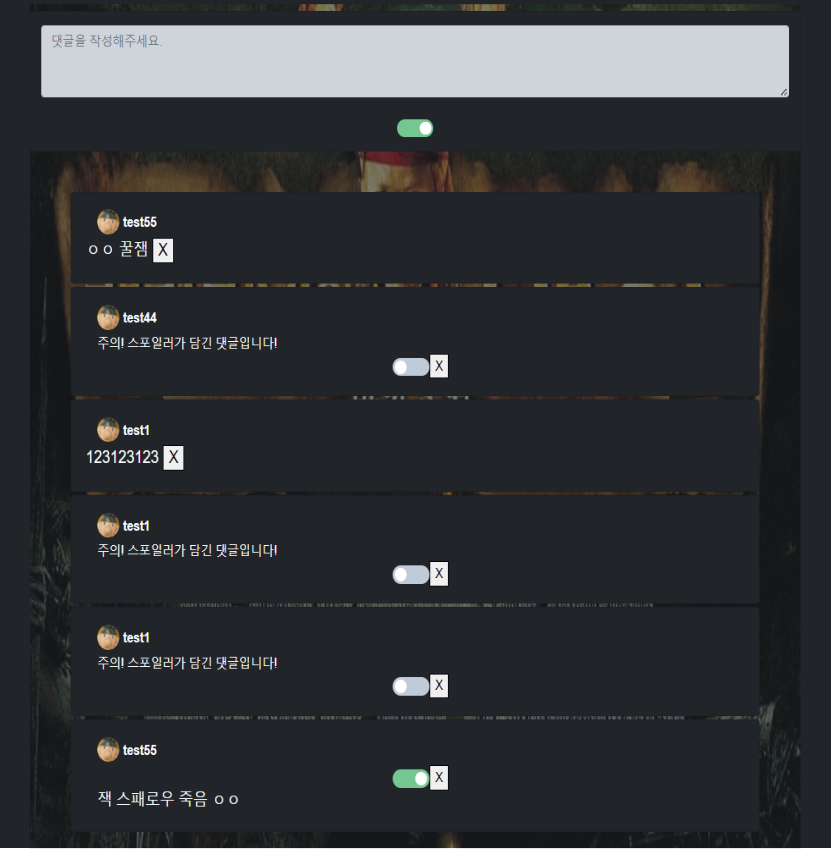 댓글을 작성해주세요.
test55
ㅇㅇ 꿀잼 X
test44
주의! 스포일러가 담긴 댓글입니다!
X
test1
123123123 X
test1
주의! 스포일러가 담긴 댓글입니다!
X
test1
주의! 스포일러가 담긴 댓글입니다!
X
test55
X
잭 스패로우 죽음 ㅇㅇ